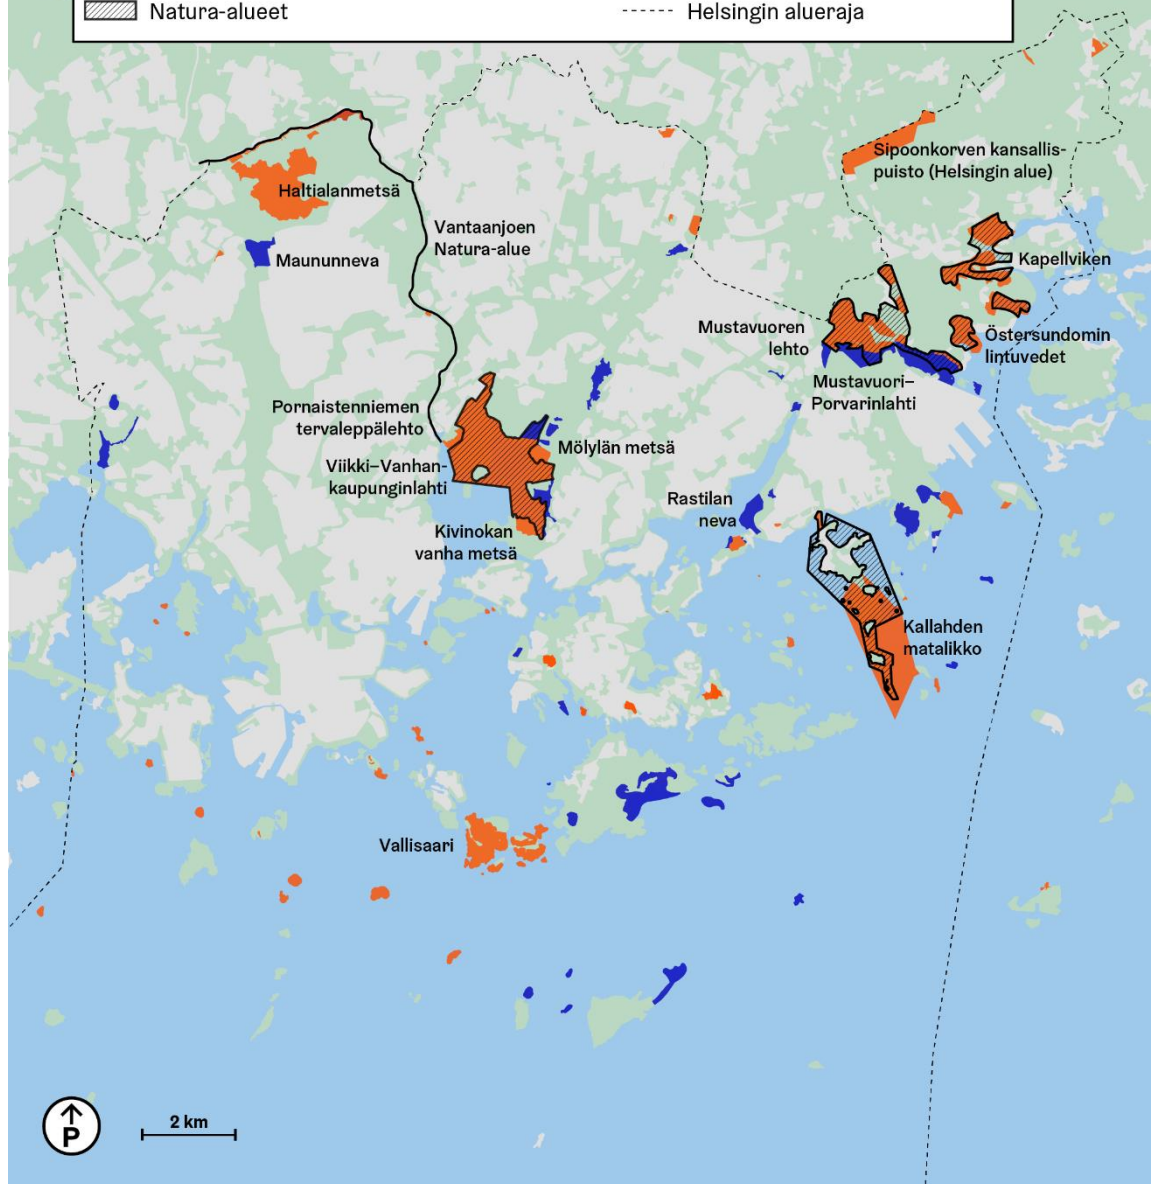 Natura-alueet
Helsingin alueraja
Sipoonkorven kansallis-
puisto (Helsingin alue)
Haltialanmetsä
Vantaanjoen
Natura-alue
Maununneva
Kapellviken
Mustavuoren
lehto
Östersundomin
lintuvedet
Mustavuori–
Porvarinlahti
Pornaistenniemen
tervaleppälehto
Mölylän metsä
Viikki–Vanhan-
kaupunginlahti
Rastilan
neva
Kivinokan
vanha metsä
Kallahden
matalikko
Vallisaari
P
2 km